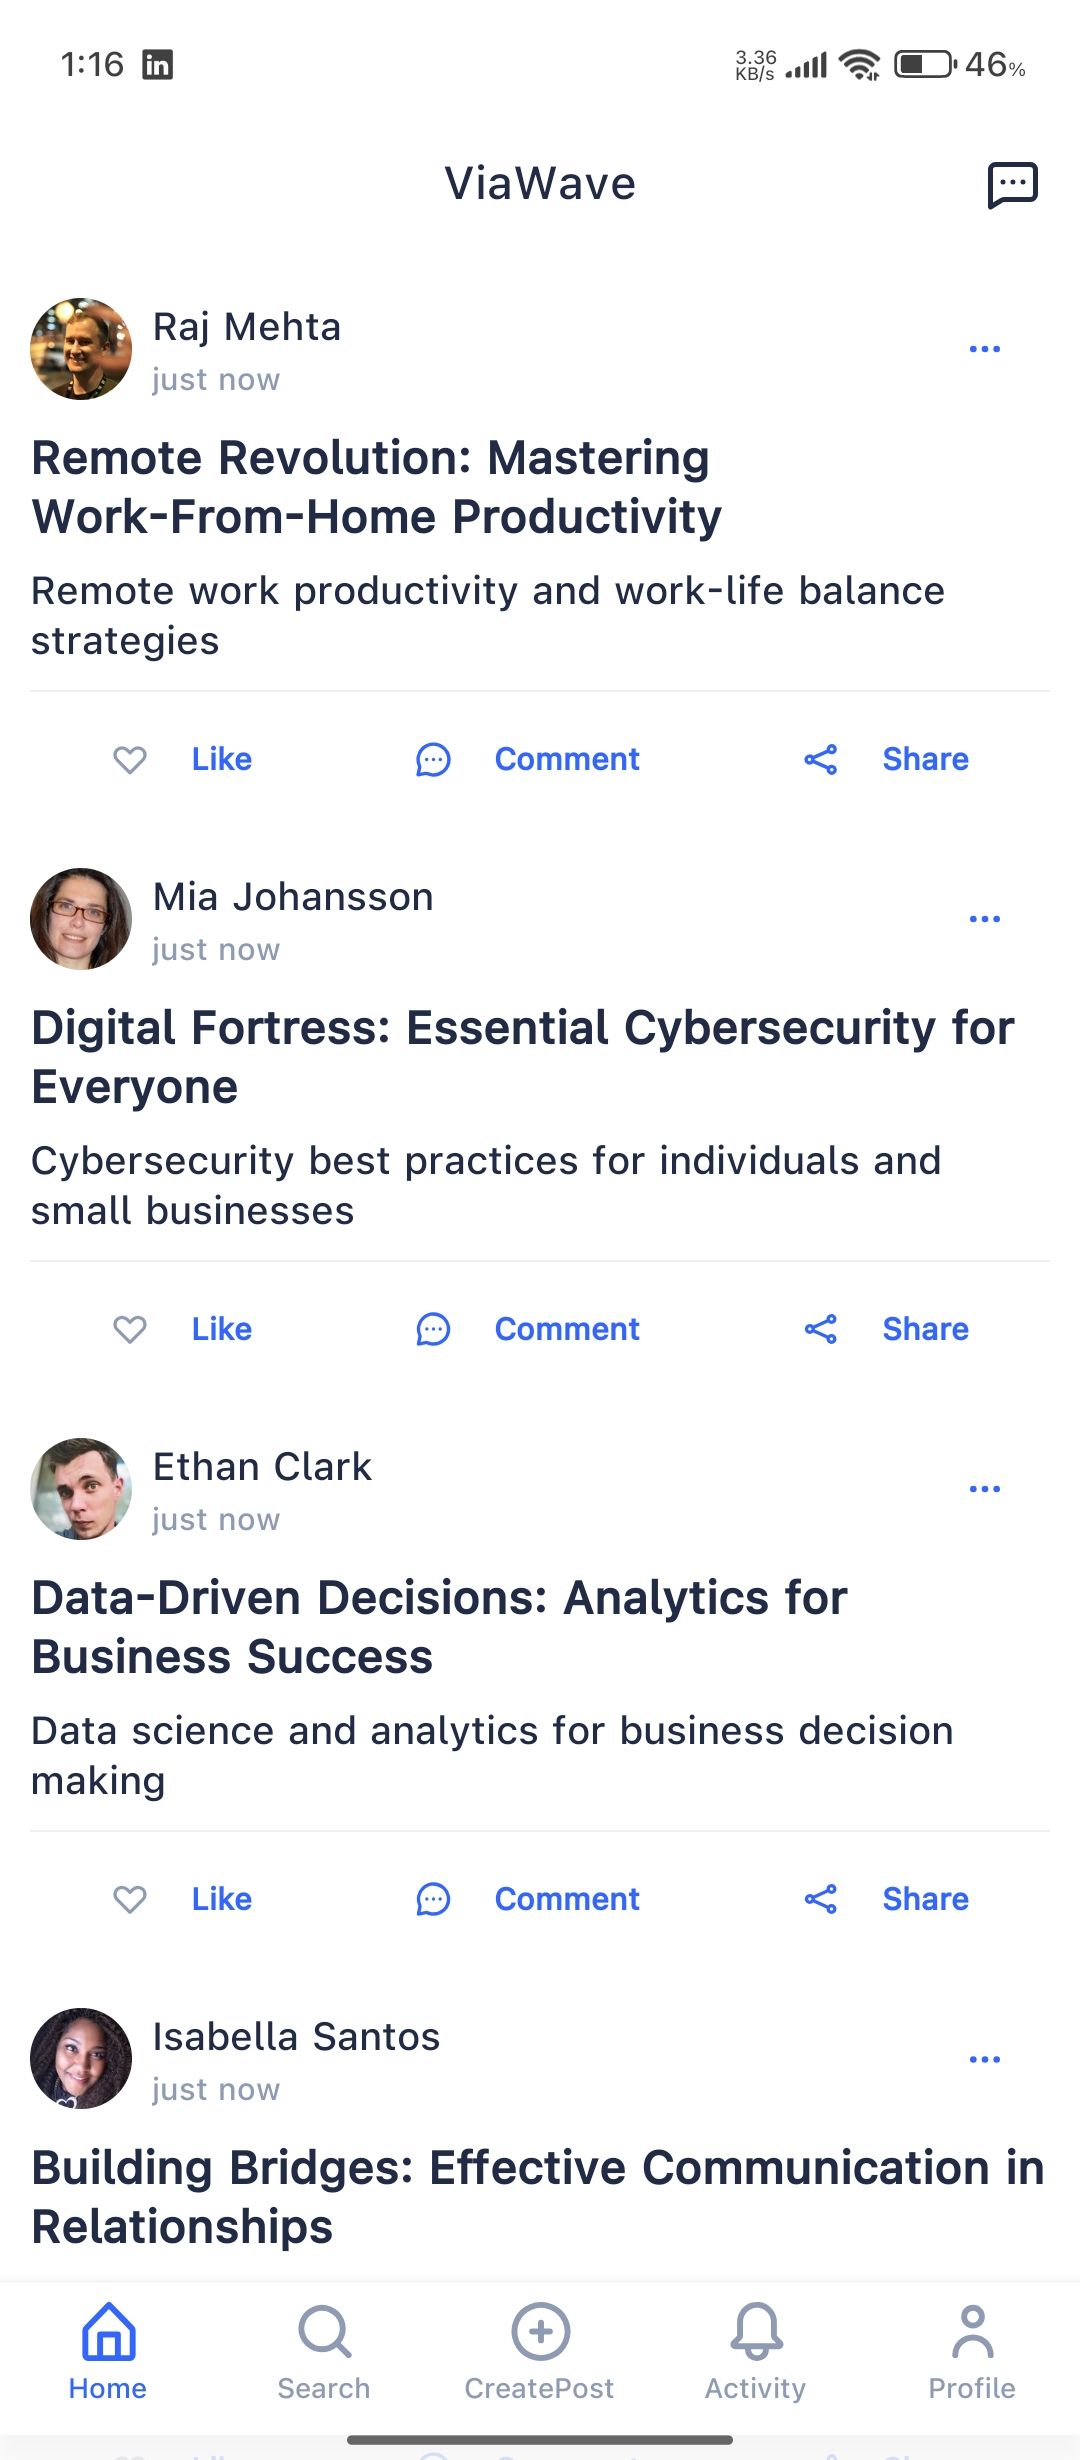 1:16 in 3.36 KB/s 46%
ViaWave
Raj Mehta
just now
Remote Revolution: Mastering
Work-From-Home Productivity
Remote work productivity and work-life balance
strategies
Like Comment Share
Mia Johansson
just now
Digital Fortress: Essential Cybersecurity for
Everyone
Cybersecurity best practices for individuals and
small businesses
Like Comment Share
Ethan Clark
just now
Data-Driven Decisions: Analytics for
Business Success
Data science and analytics for business decision
making
Like Comment Share
Isabella Santos
just now
Building Bridges: Effective Communication in
Relationships
Home Search CreatePost Activity Profile